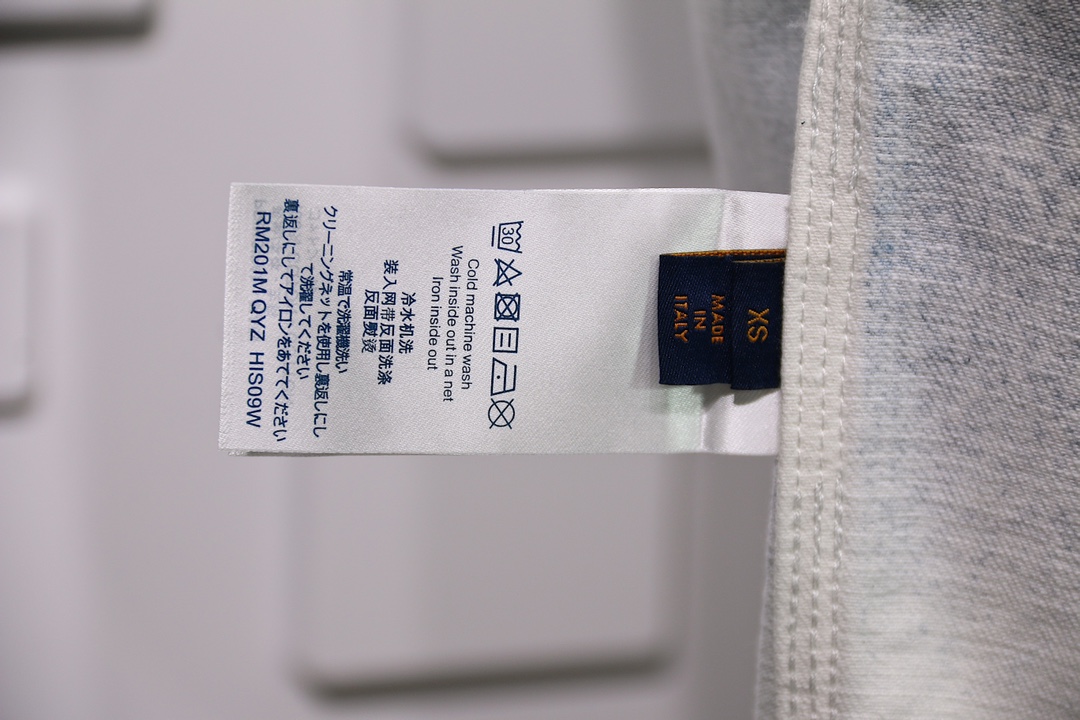 XS
MADE
IN
ITALY
30
Cold machine wash
Wash inside out in a net
Iron inside out
冷水机洗
装入网带反面洗涤
反面熨烫
常温で洗濯機洗い
クリーニングネットを使用し裏返しにし
て洗濯してください
裏返しにしてアイロンをあててください
RM201M QYZ HIS09W